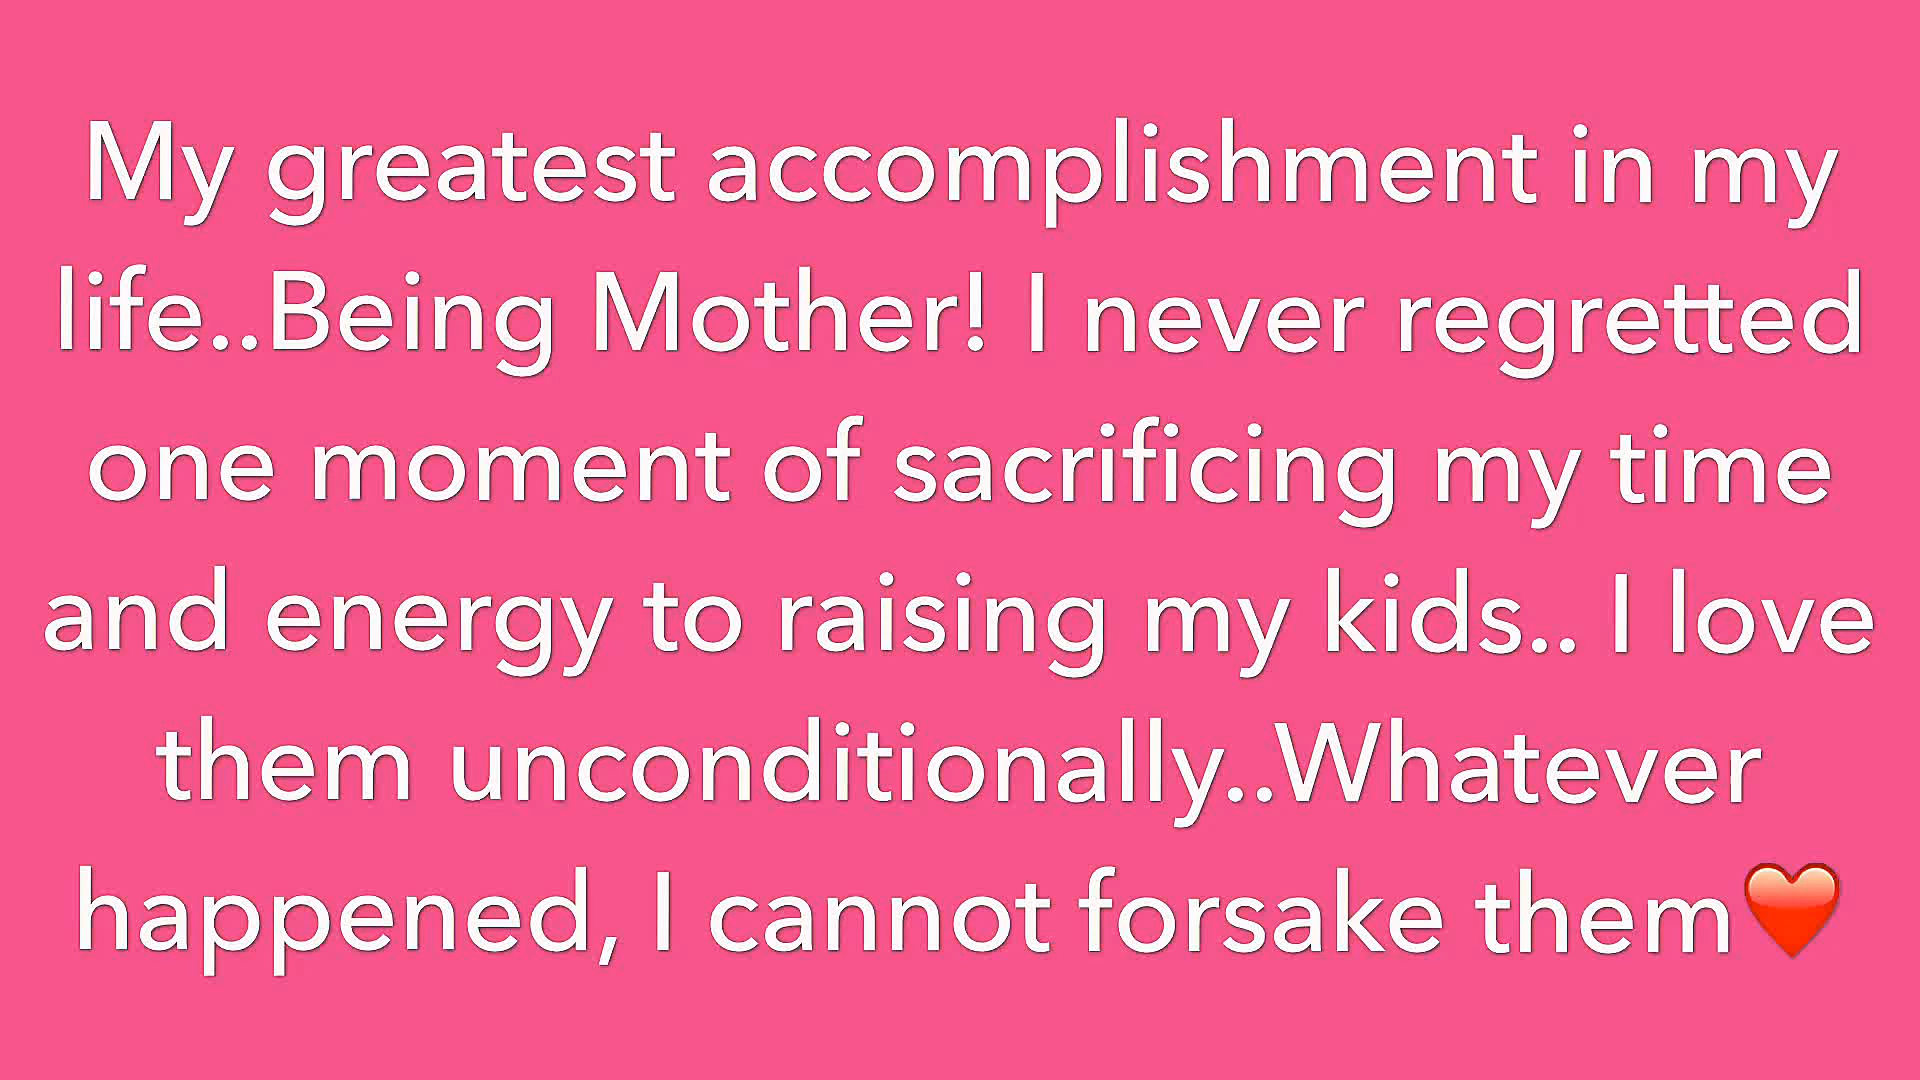 My greatest accomplishment in my
life..Being Mother! I never regretted
one moment of sacrificing my time
and energy to raising my kids.. I love
them unconditionally..Whatever
happened, I cannot forsake them❤️